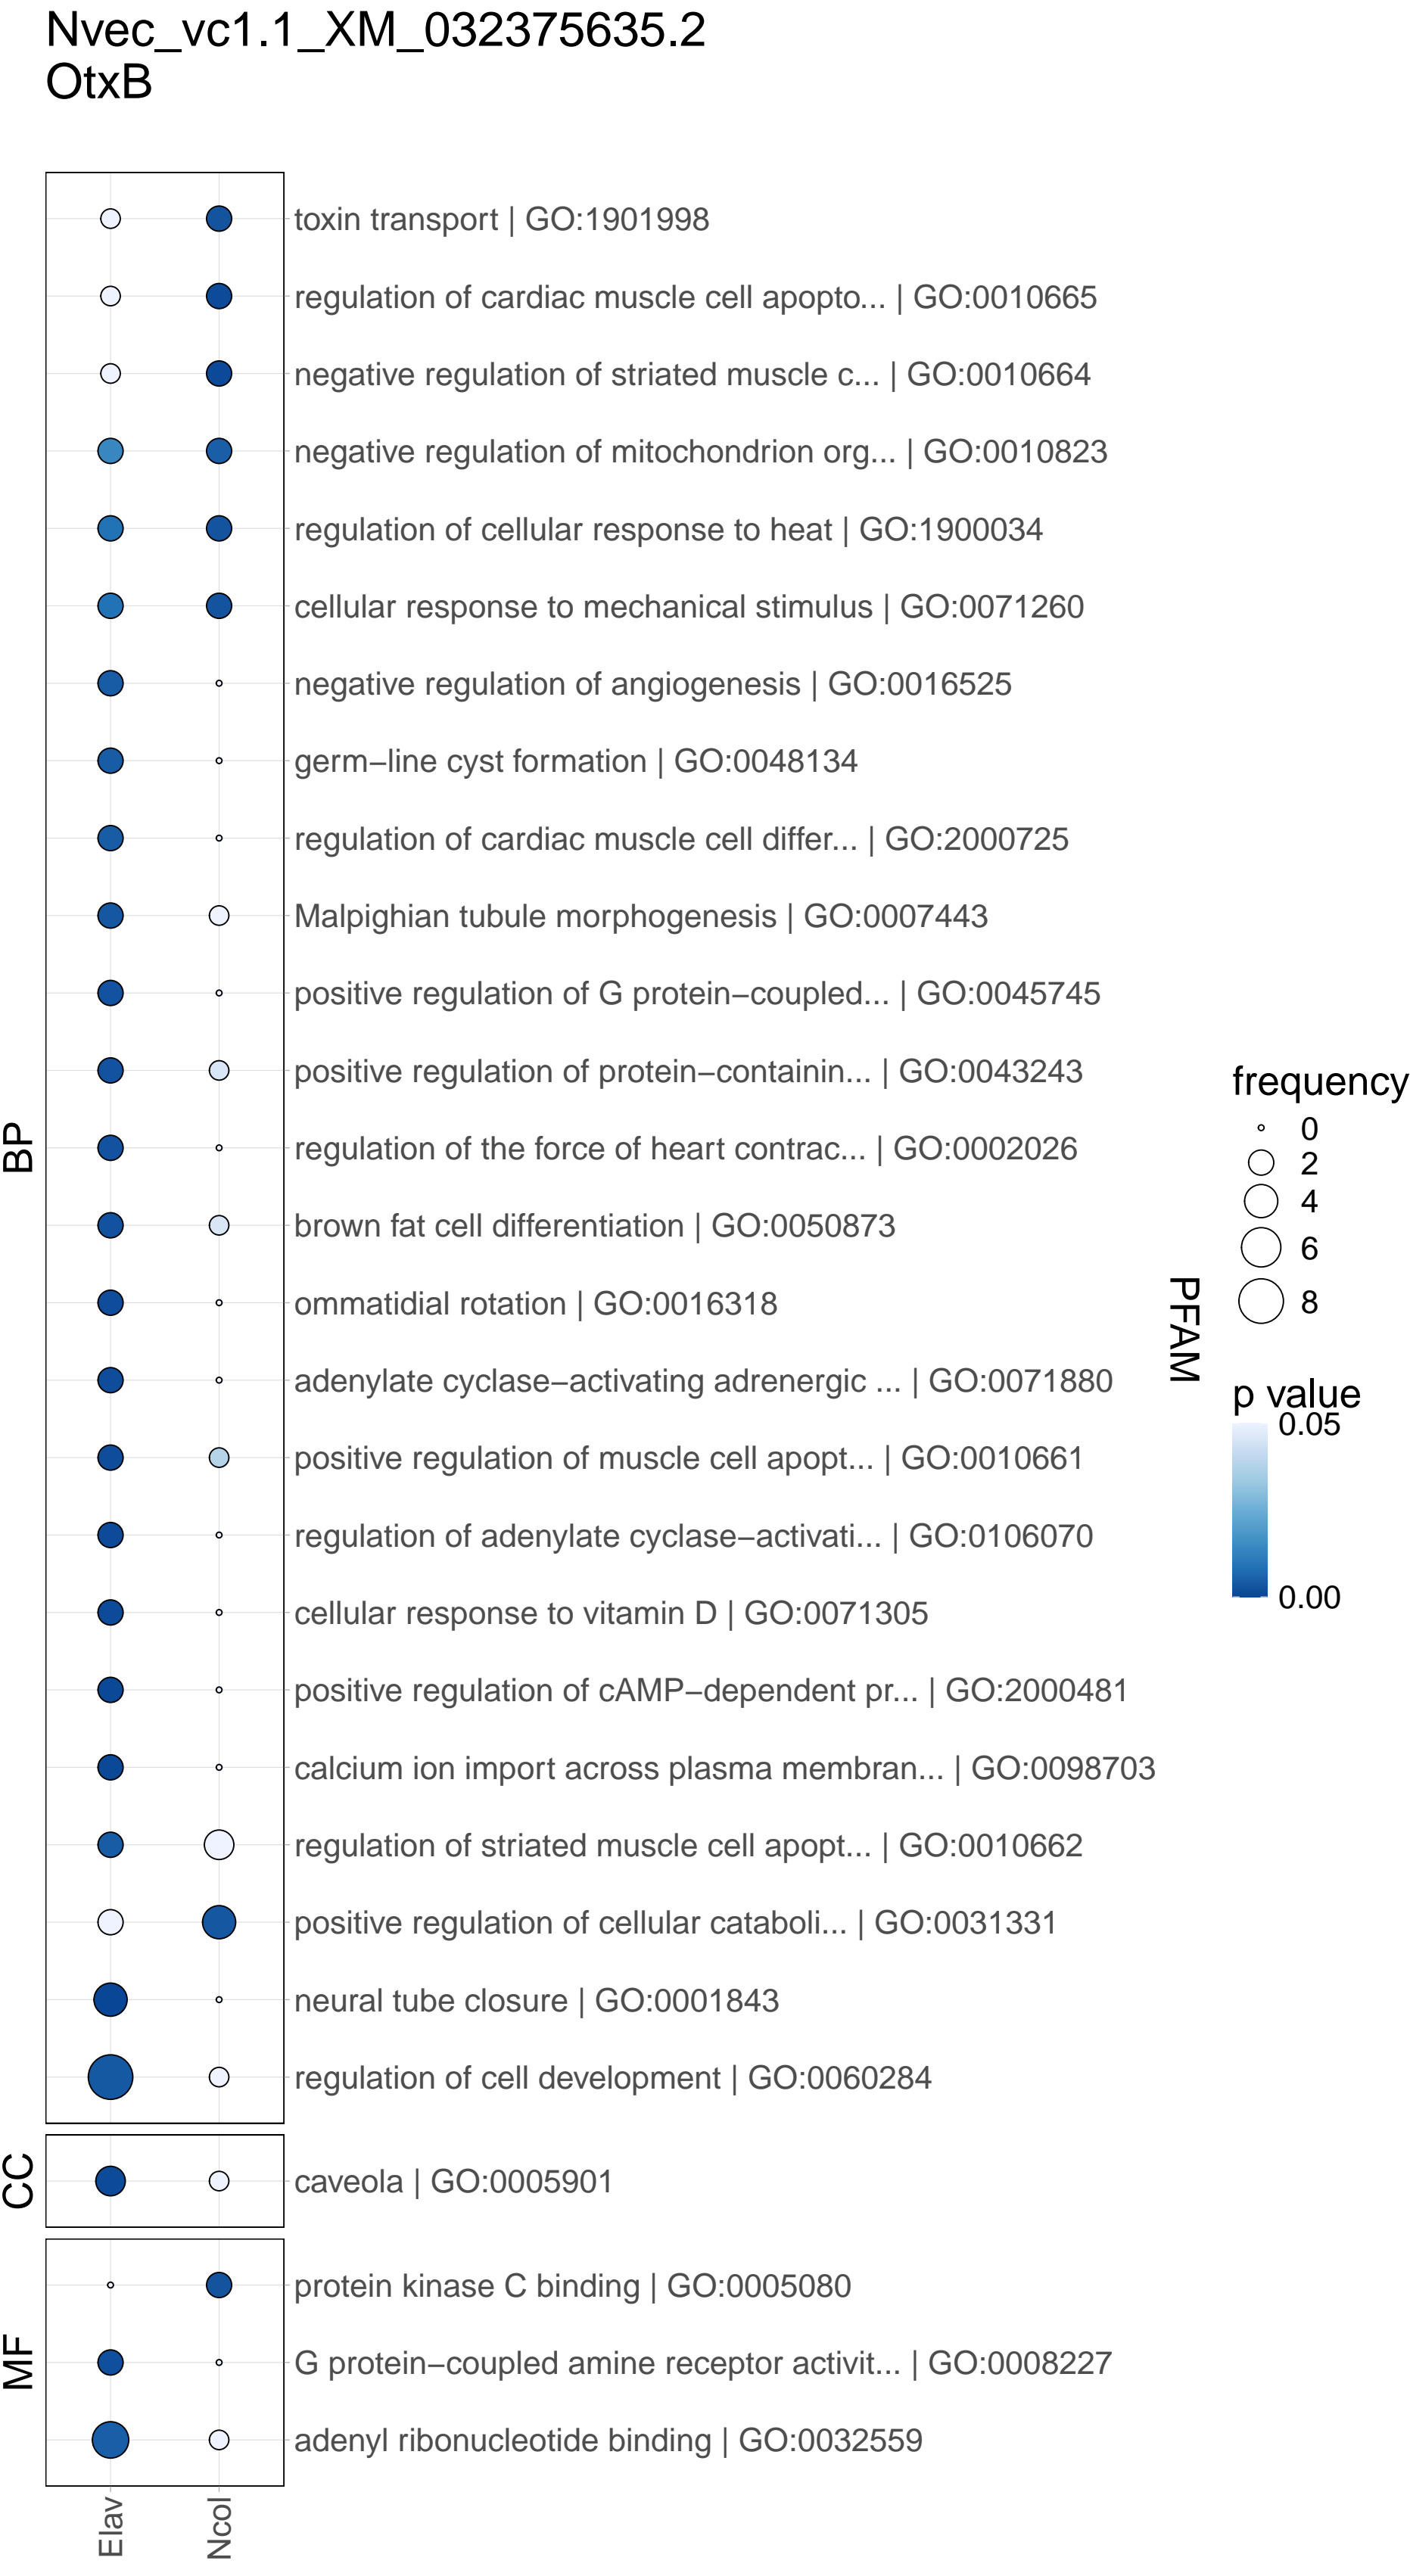 Nvec_vc1.1_XM_032375635.2
OtxB
toxin transport | GO:1901998
regulation of cardiac muscle cell apopto... | GO:0010665
negative regulation of striated muscle c... | GO:0010664
negative regulation of mitochondrion org... | GO:0010823
regulation of cellular response to heat | GO:1900034
cellular response to mechanical stimulus | GO:0071260
negative regulation of angiogenesis | GO:0016525
germ−line cyst formation | GO:0048134
regulation of cardiac muscle cell differ... | GO:2000725
Malpighian tubule morphogenesis | GO:0007443
positive regulation of G protein−coupled... | GO:0045745
positive regulation of protein−containin... | GO:0043243
regulation of the force of heart contrac... | GO:0002026
brown fat cell differentiation | GO:0050873
ommatidial rotation | GO:0016318
adenylate cyclase−activating adrenergic ... | GO:0071880
positive regulation of muscle cell apopt... | GO:0010661
regulation of adenylate cyclase−activati... | GO:0106070
cellular response to vitamin D | GO:0071305
positive regulation of cAMP−dependent pr... | GO:2000481
calcium ion import across plasma membran... | GO:0098703
regulation of striated muscle cell apopt... | GO:0010662
positive regulation of cellular cataboli... | GO:0031331
neural tube closure | GO:0001843
regulation of cell development | GO:0060284
BP
caveola | GO:0005901
CC
protein kinase C binding | GO:0005080
G protein−coupled amine receptor activit... | GO:0008227
adenyl ribonucleotide binding | GO:0032559
MF
Elav
Ncol
PFAM
frequency
0
2
4
6
8
p value
0.05
0.00